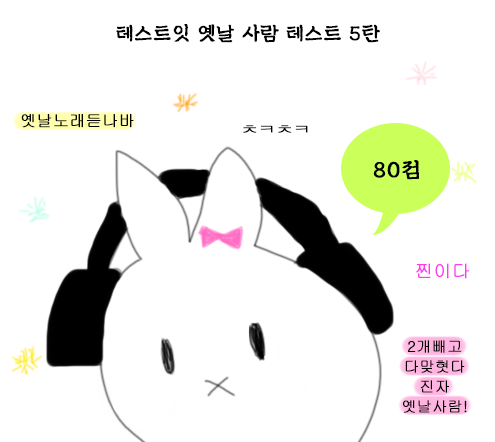 테스트잇 옛날 사람 테스트 5탄
옛날노래듣나바
ㅊㅋㅊㅋ
80컴
찐이다
2개빼고
다맞혓다
진자
옛날사람!